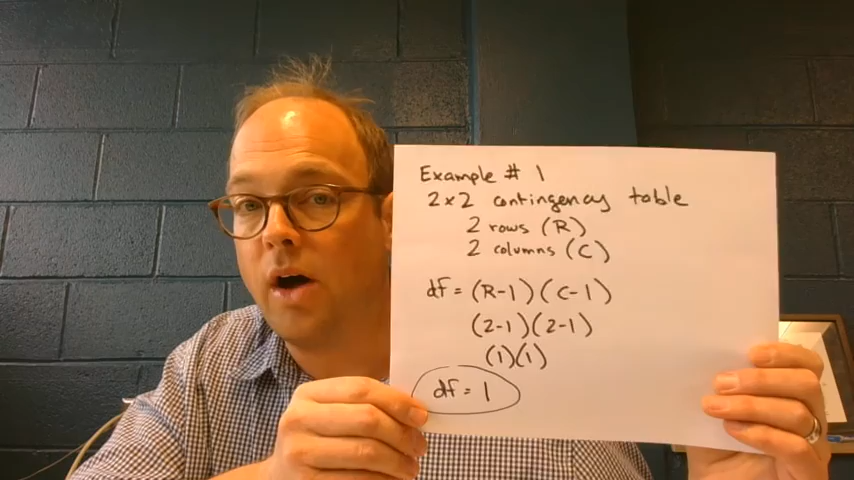 Example # 1
2x2 contingency table
2 rows (R)
2 columns (C)
df = (R-1)(C-1)
(2-1)(2-1)
(1)(1)
df = 1